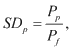 SD_p = P_p / P_f,